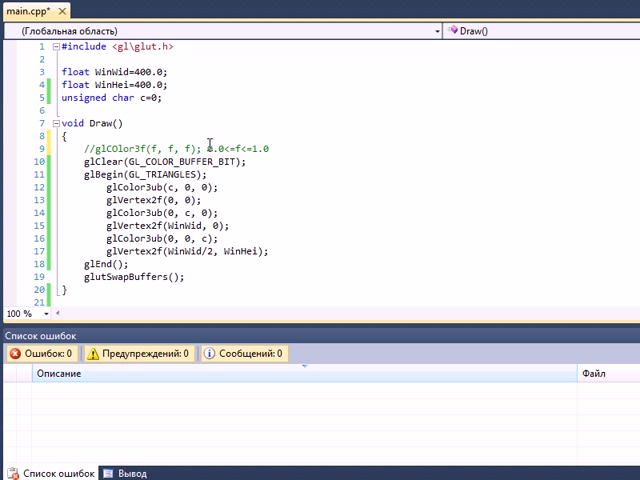 main.cpp* ×
(Глобальная область) Draw()
1 #include <gl\glut.h>
2
3 float WinWid=400.0;
4 float WinHei=400.0;
5 unsigned char c=0;
6
7 void Draw()
8 {
9 //glCOlor3f(f, f, f); 0.0<=f<=1.0
10 glClear(GL_COLOR_BUFFER_BIT);
11 glBegin(GL_TRIANGLES);
12 glColor3ub(c, 0, 0);
13 glVertex2f(0, 0);
14 glColor3ub(0, c, 0);
15 glVertex2f(WinWid, 0);
16 glColor3ub(0, 0, c);
17 glVertex2f(WinWid/2, WinHei);
18 glEnd();
19 glutSwapBuffers();
20 }
21
100 %
Список ошибок
Ошибок: 0 Предупреждений: 0 Сообщений: 0
Описание Файл
Список ошибок Вывод